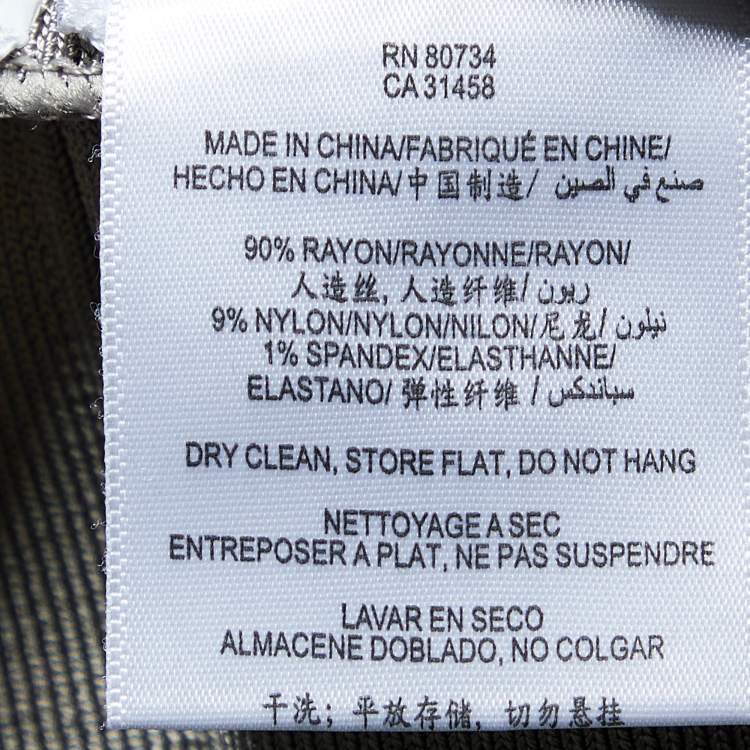 RN 80734
CA 31458
MADE IN CHINA/FABRIQUÉ EN CHINE/
HECHO EN CHINA/中国制造/ صنع في الصين
90% RAYON/RAYONNE/RAYON/
人造丝, 人造纤维/ ريون
9% NYLON/NYLON/NILON/尼龙/ نيلون
1% SPANDEX/ELASTHANNE/
ELASTANO/ 弹性纤维 / سباندكس
DRY CLEAN, STORE FLAT, DO NOT HANG
NETTOYAGE A SEC
ENTREPOSER A PLAT, NE PAS SUSPENDRE
LAVAR EN SECO
ALMACENE DOBLADO, NO COLGAR
干洗; 平放存储, 切勿悬挂